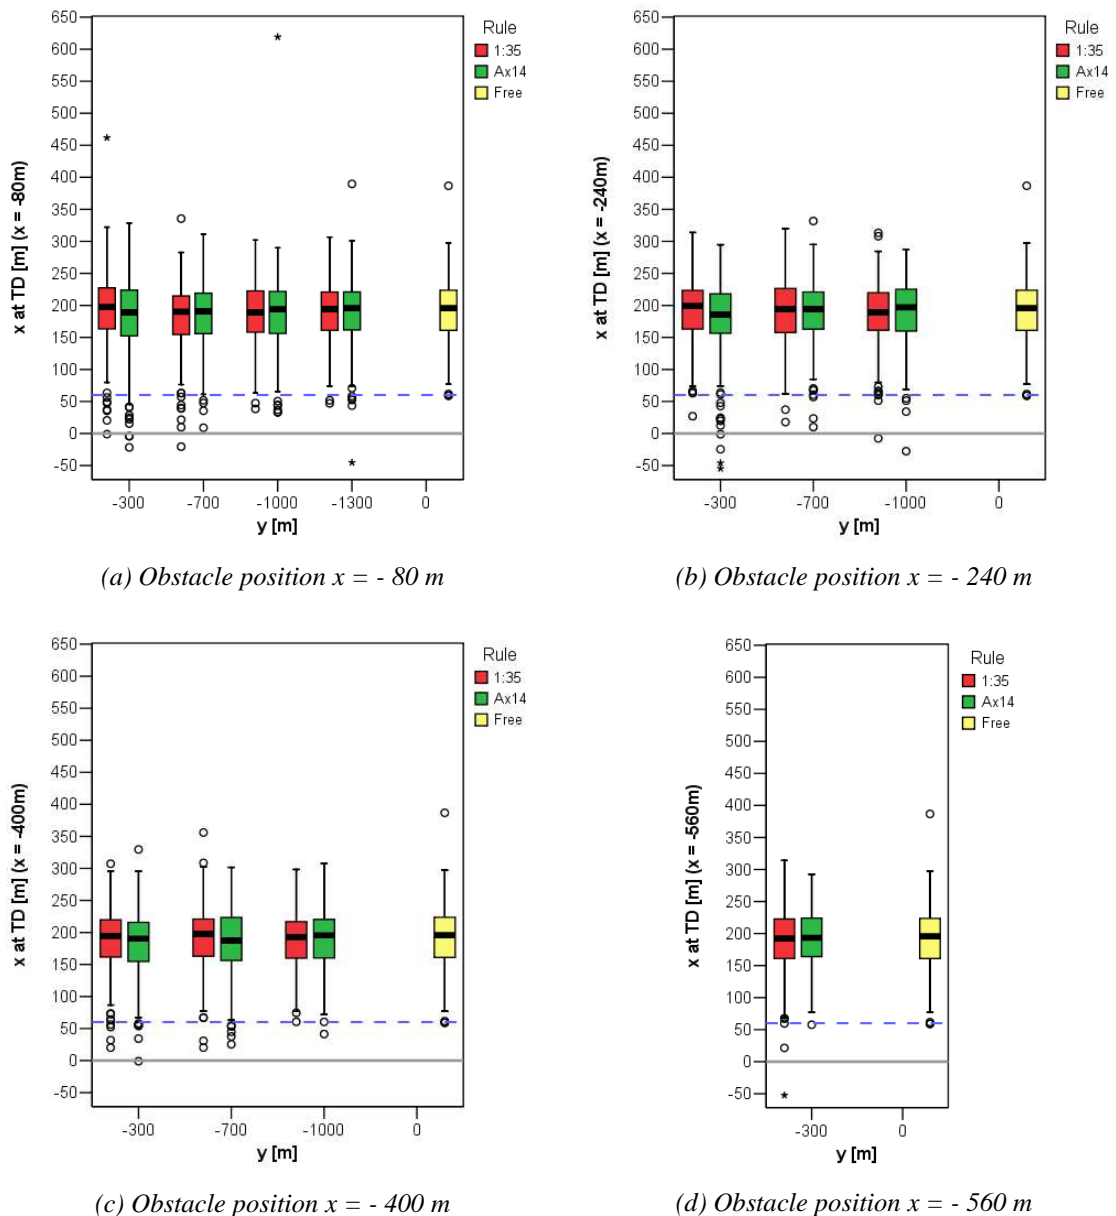 650
600
550
500
450
400
350
300
250
200
150
100
50
0
-50
x at TD [m] (x = -80m)
-300 -700 -1000 -1300 0
y [m]
Rule
1:35
Ax14
Free
(a) Obstacle position x = - 80 m
650
600
550
500
450
400
350
300
250
200
150
100
50
0
-50
x at TD [m] (x = -240m)
-300 -700 -1000 0
y [m]
Rule
1:35
Ax14
Free
(b) Obstacle position x = - 240 m
650
600
550
500
450
400
350
300
250
200
150
100
50
0
-50
x at TD [m] (x = -400m)
-300 -700 -1000 0
y [m]
Rule
1:35
Ax14
Free
(c) Obstacle position x = - 400 m
650
600
550
500
450
400
350
300
250
200
150
100
50
0
-50
x at TD [m] (x = -560m)
-300 0
y [m]
Rule
1:35
Ax14
Free
(d) Obstacle position x = - 560 m